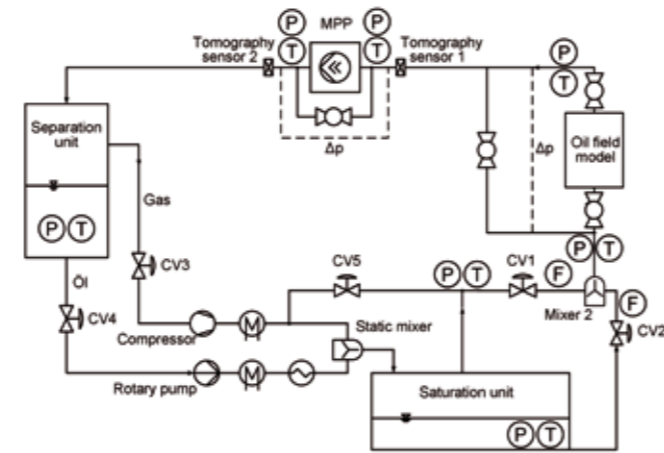 P MPP P
Tomography
sensor 2
T T
Tomography
sensor 1
P
T
Separation
unit
Δp
Δp
Oil field
model
P T
Gas
Öl
CV3
CV5
P T
CV1
F
P T
F
CV4
Compressor
M
Static mixer
Mixer 2
CV2
Rotary pump
M
Saturation unit
P T